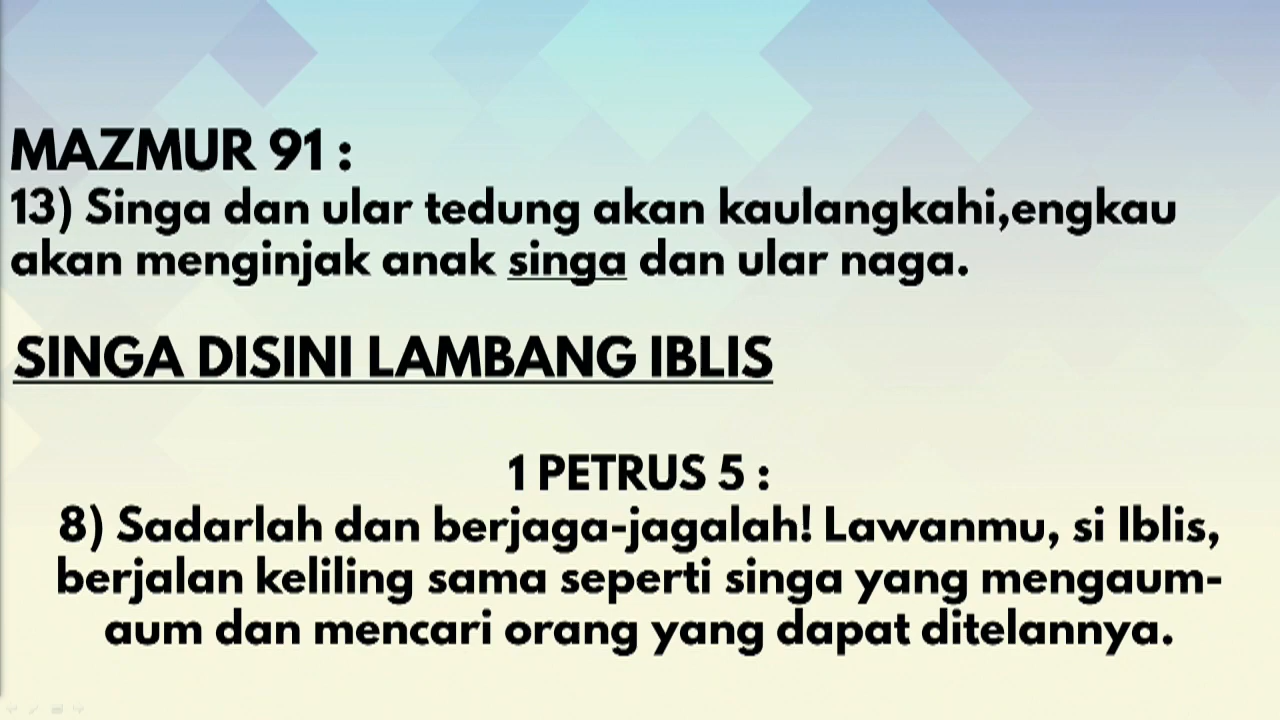 MAZMUR 91 :
13) Singa dan ular tedung akan kaulangkahi,engkau
akan menginjak anak singa dan ular naga.
SINGA DISINI LAMBANG IBLIS
1 PETRUS 5 :
8) Sadarlah dan berjaga-jagalah! Lawanmu, si Iblis,
berjalan keliling sama seperti singa yang mengaum-
aum dan mencari orang yang dapat ditelannya.